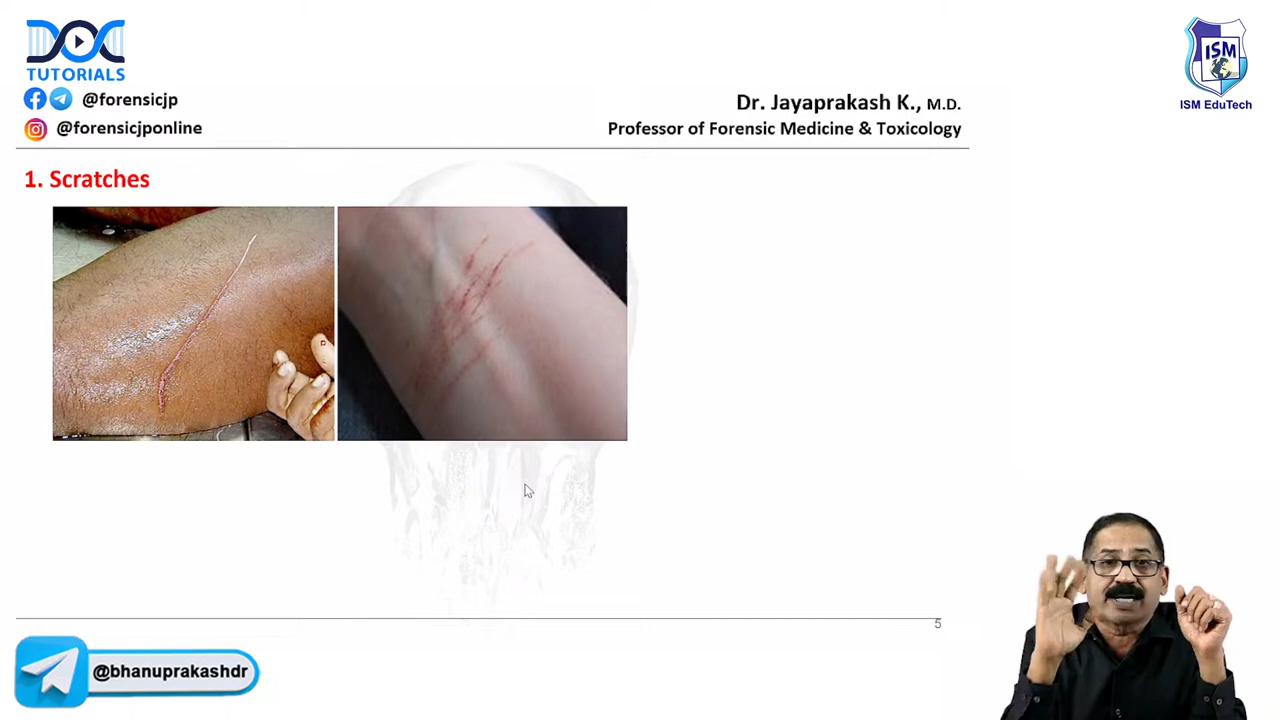 DOC
TUTORIALS
@forensicjp
@forensicjponline
Dr. Jayaprakash K., M.D.
Professor of Forensic Medicine & Toxicology
ISM
ISM EduTech
1. Scratches
5
@bhanuprakashdr